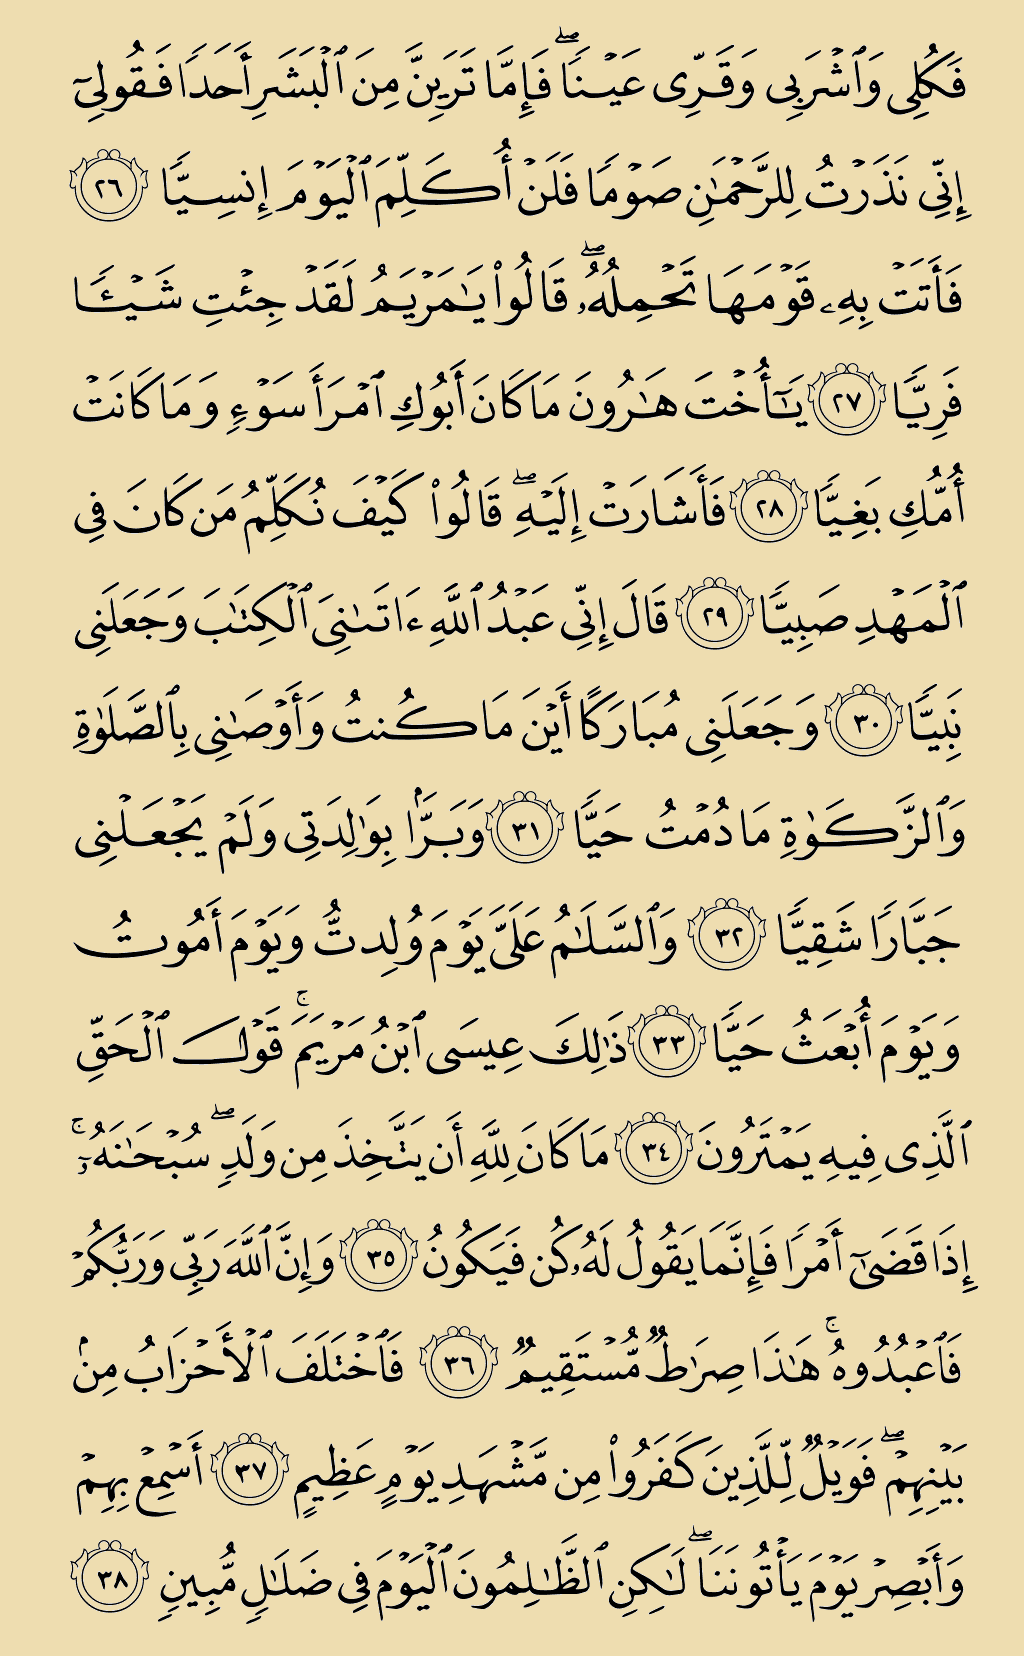 فَكُلِى وَٱشْرَبِى وَقَرِّى عَيْنًا ۖ فَإِمَّا تَرَيِنَّ مِنَ ٱلْبَشَرِ أَحَدًا فَقُولِىٓ
إِنِّى نَذَرْتُ لِلرَّحْمَٰنِ صَوْمًا فَلَنْ أُكَلِّمَ ٱلْيَوْمَ إِنسِيًّا ٢٦
فَأَتَتْ بِهِۦ قَوْمَهَا تَحْمِلُهُۥ ۖ قَالُوا۟ يَٰمَرْيَمُ لَقَدْ جِئْتِ شَيْـًٔا
فَرِيًّا ٢٧ يَٰٓأُخْتَ هَٰرُونَ مَا كَانَ أَبُوكِ ٱمْرَأَ سَوْءٍ وَمَا كَانَتْ
أُمُّكِ بَغِيًّا ٢٨ فَأَشَارَتْ إِلَيْهِ ۖ قَالُوا۟ كَيْفَ نُكَلِّمُ مَن كَانَ فِى
ٱلْمَهْدِ صَبِيًّا ٢٩ قَالَ إِنِّى عَبْدُ ٱللَّهِ ءَاتَىٰنِىَ ٱلْكِتَٰبَ وَجَعَلَنِى
نَبِيًّا ٣٠ وَجَعَلَنِى مُبَارَكًا أَيْنَ مَا كُنتُ وَأَوْصَٰنِى بِٱلصَّلَوٰةِ
وَٱلزَّكَوٰةِ مَا دُمْتُ حَيًّا ٣١ وَبَرًّۢا بِوَٰلِدَتِى وَلَمْ يَجْعَلْنِى
جَبَّارًا شَقِيًّا ٣٢ وَٱلسَّلَٰمُ عَلَىَّ يَوْمَ وُلِدتُّ وَيَوْمَ أَمُوتُ
وَيَوْمَ أُبْعَثُ حَيًّا ٣٣ ذَٰلِكَ عِيسَى ٱبْنُ مَرْيَمَ ۚ قَوْلَ ٱلْحَقِّ
ٱلَّذِى فِيهِ يَمْتَرُونَ ٣٤ مَا كَانَ لِلَّهِ أَن يَتَّخِذَ مِن وَلَدٍ ۖ سُبْحَٰنَهُۥٓ ۚ
إِذَا قَضَىٰٓ أَمْرًا فَإِنَّمَا يَقُولُ لَهُۥ كُن فَيَكُونُ ٣٥ وَإِنَّ ٱللَّهَ رَبِّى وَرَبُّكُمْ
فَٱعْبُدُوهُ ۚ هَٰذَا صِرَٰطٌ مُّسْتَقِيمٌ ٣٦ فَٱخْتَلَفَ ٱلْأَحْزَابُ مِنۢ
بَيْنِهِمْ ۖ فَوَيْلٌ لِّلَّذِينَ كَفَرُوا۟ مِن مَّشْهَدِ يَوْمٍ عَظِيمٍ ٣٧ أَسْمِعْ بِهِمْ
وَأَبْصِرْ يَوْمَ يَأْتُونَنَا ۖ لَٰكِنِ ٱلظَّٰلِمُونَ ٱلْيَوْمَ فِى ضَلَٰلٍ مُّبِينٍ ٣٨